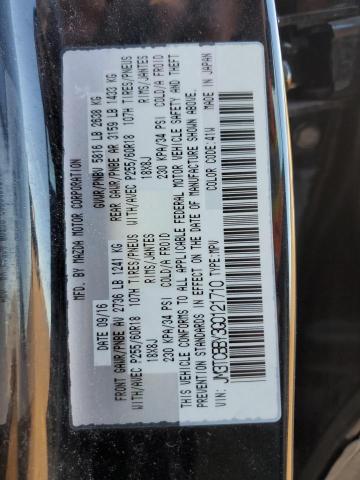 MFD. BY MAZDA MOTOR CORPORATION
DATE 09/16 GVWR/PNBV 5816 LB 2638 KG
FRONT GAWR/PNBE AV 2736 LB 1241 KG REAR GAWR/PNBE AR 3159 LB 1433 KG
WITH/AVEC P255/60R18 107H TIRES/PNEUS WITH/AVEC P255/60R18 107H TIRES/PNEUS
18X8J RIMS/JANTES 18X8J RIMS/JANTES
230 KPA/34 PSI COLD/A FROID 230 KPA/34 PSI COLD/A FROID
THIS VEHICLE CONFORMS TO ALL APPLICABLE FEDERAL MOTOR VEHICLE SAFETY AND THEFT
PREVENTION STANDARDS IN EFFECT ON THE DATE OF MANUFACTURE SHOWN ABOVE.
MADE IN JAPAN
COLOR CODE: 41W
VIN: JM3TCBBY3G0121710 TYPE: MPV